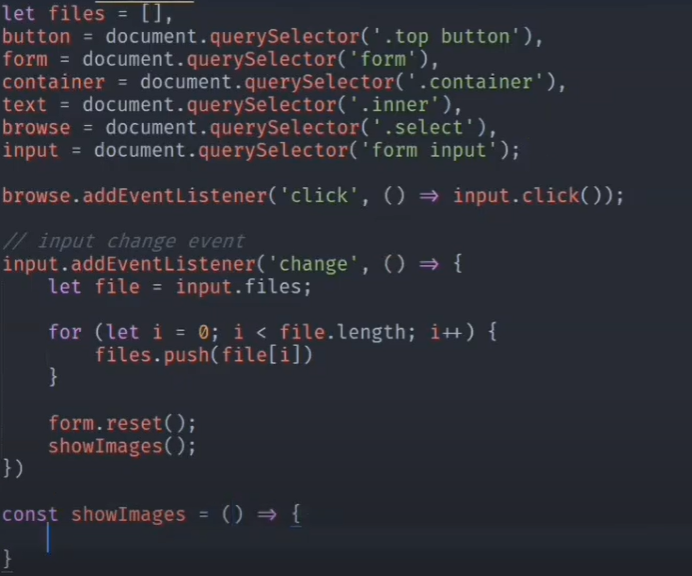 let files = [],
button = document.querySelector('.top button'),
form = document.querySelector('form'),
container = document.querySelector('.container'),
text = document.querySelector('.inner'),
browse = document.querySelector('.select'),
input = document.querySelector('form input');

browse.addEventListener('click', () => input.click());

// input change event
input.addEventListener('change', () => {
    let file = input.files;

    for (let i = 0; i < file.length; i++) {
        files.push(file[i])
    }

    form.reset();
    showImages();
})

const showImages = () => {

}